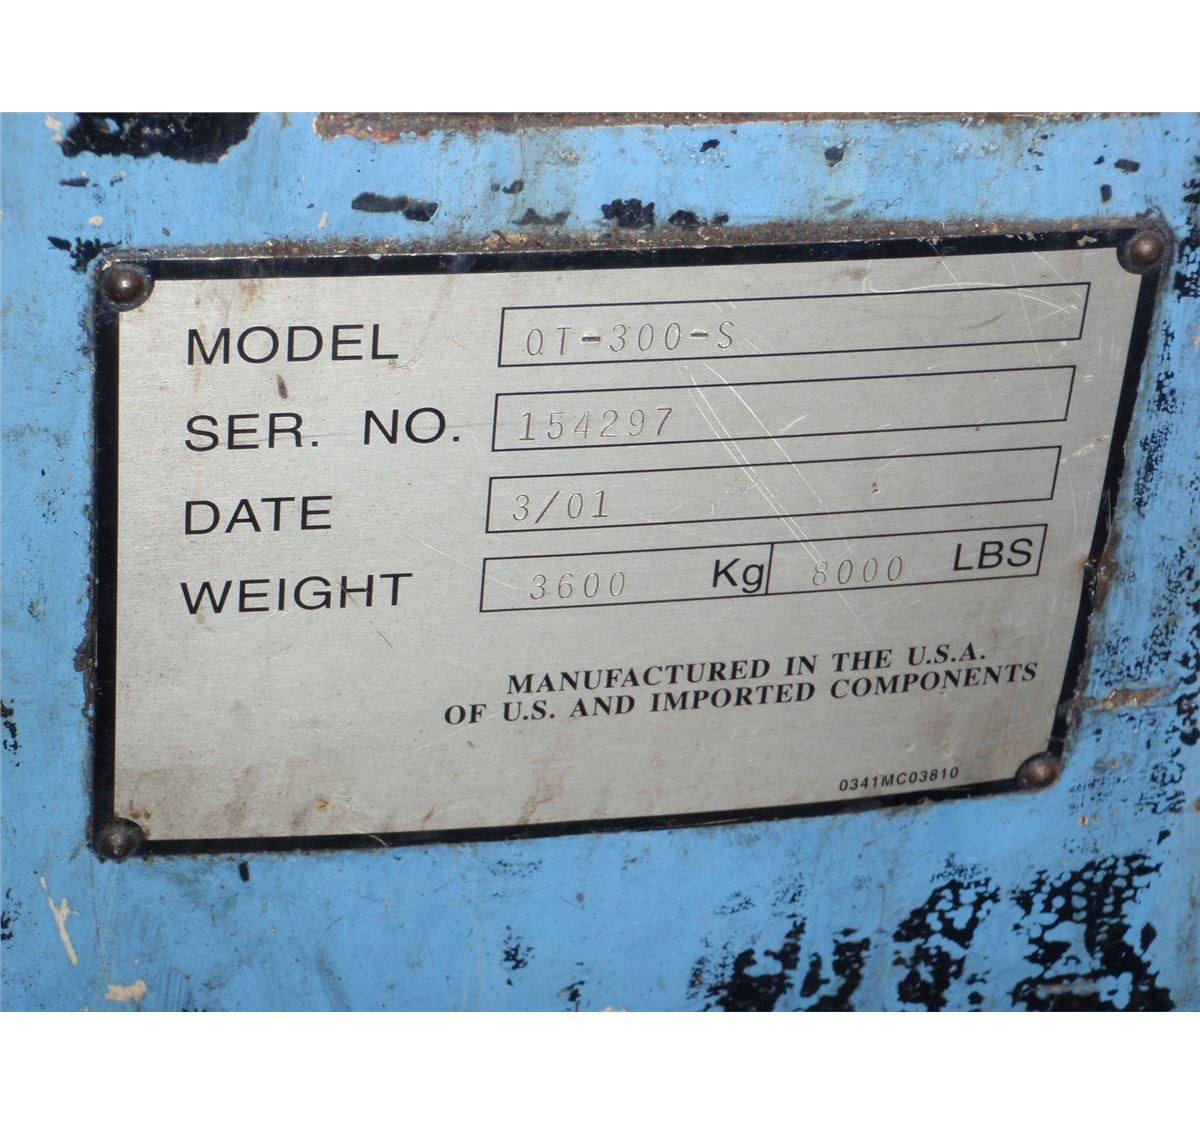 MODEL QT-300-S
SER. NO. 154297
DATE 3/01
WEIGHT 3600 Kg 8000 LBS
MANUFACTURED IN THE U.S.A.
OF U.S. AND IMPORTED COMPONENTS
0341MC03810